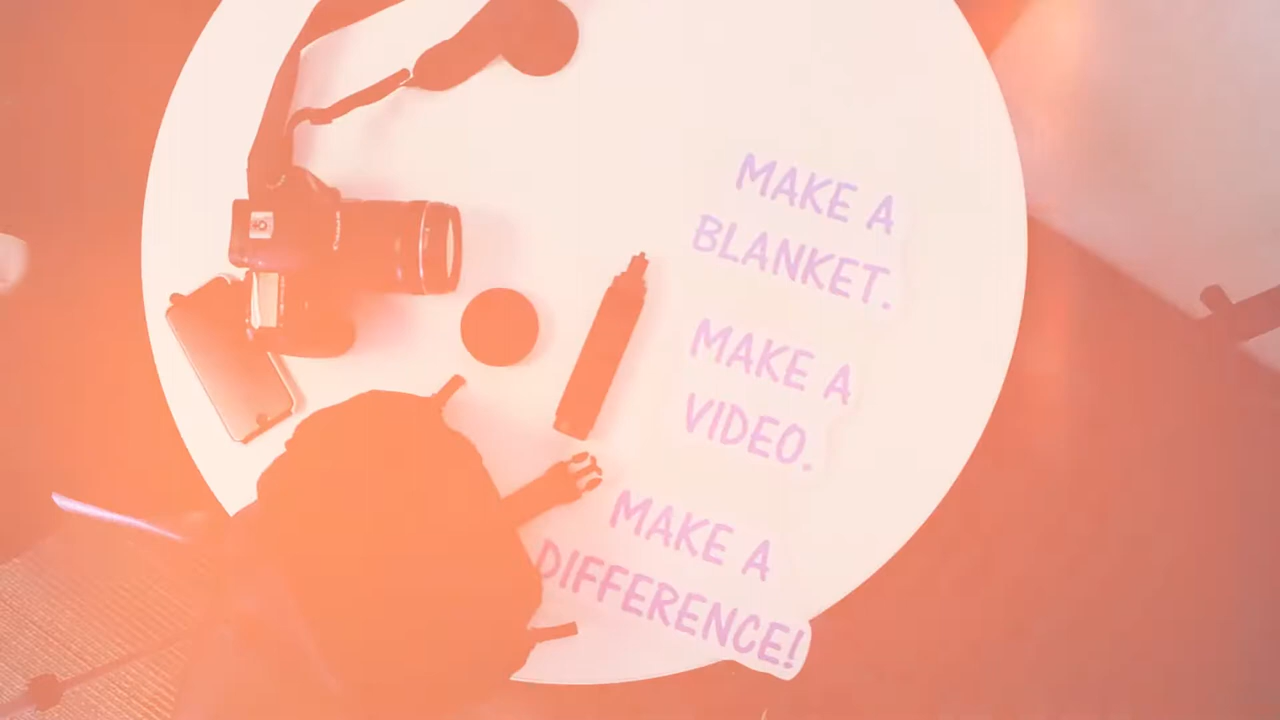 MAKE A
BLANKET.
MAKE A
VIDEO.
MAKE A
DIFFERENCE!